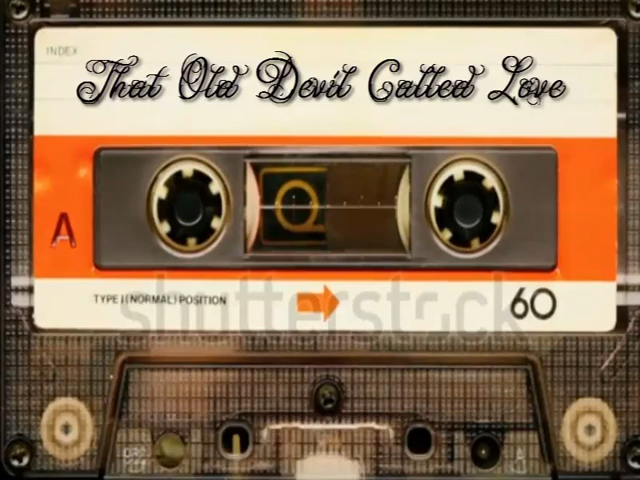 INDEX
That Old Devil Called Love
A
TYPE I (NORMAL) POSITION
60
shutterstock